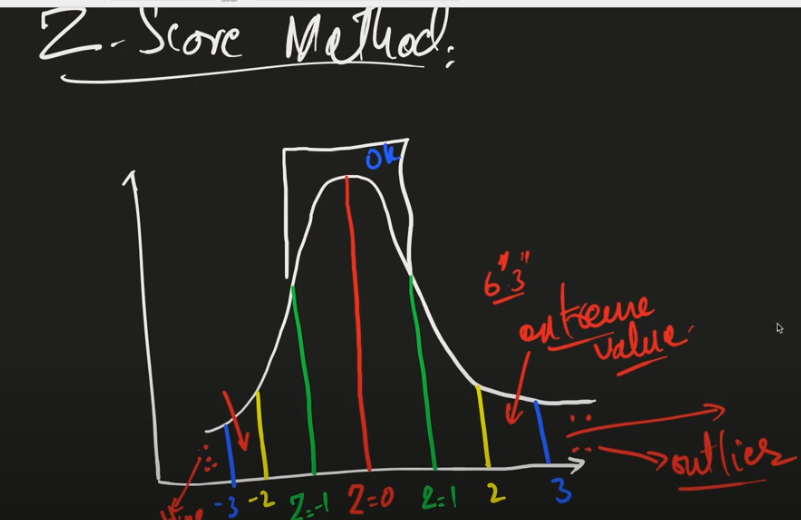 Z-Score Method:
Ok
6'3"
extreme
value
outlier
-3 -2 Z=-1 Z=0 Z=1 2 3